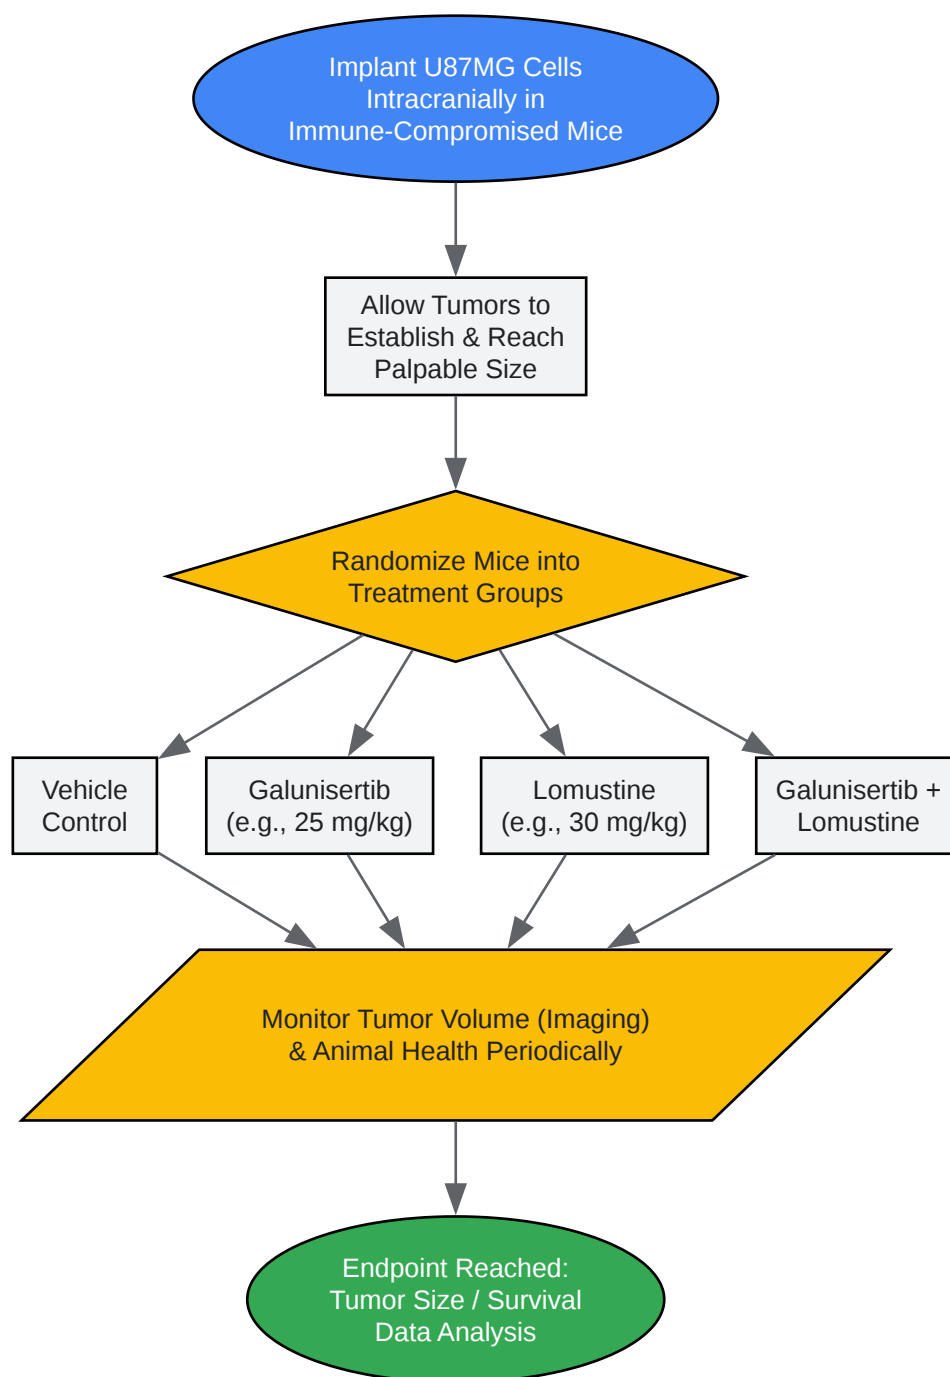 Implant U87MG Cells
Intracranially in
Immune-Compromised Mice
Allow Tumors to
Establish & Reach
Palpable Size
Randomize Mice into
Treatment Groups
Vehicle
Control
Galunisertib
(e.g., 25 mg/kg)
Lomustine
(e.g., 30 mg/kg)
Galunisertib +
Lomustine
Monitor Tumor Volume (Imaging)
& Animal Health Periodically
Endpoint Reached:
Tumor Size / Survival
Data Analysis